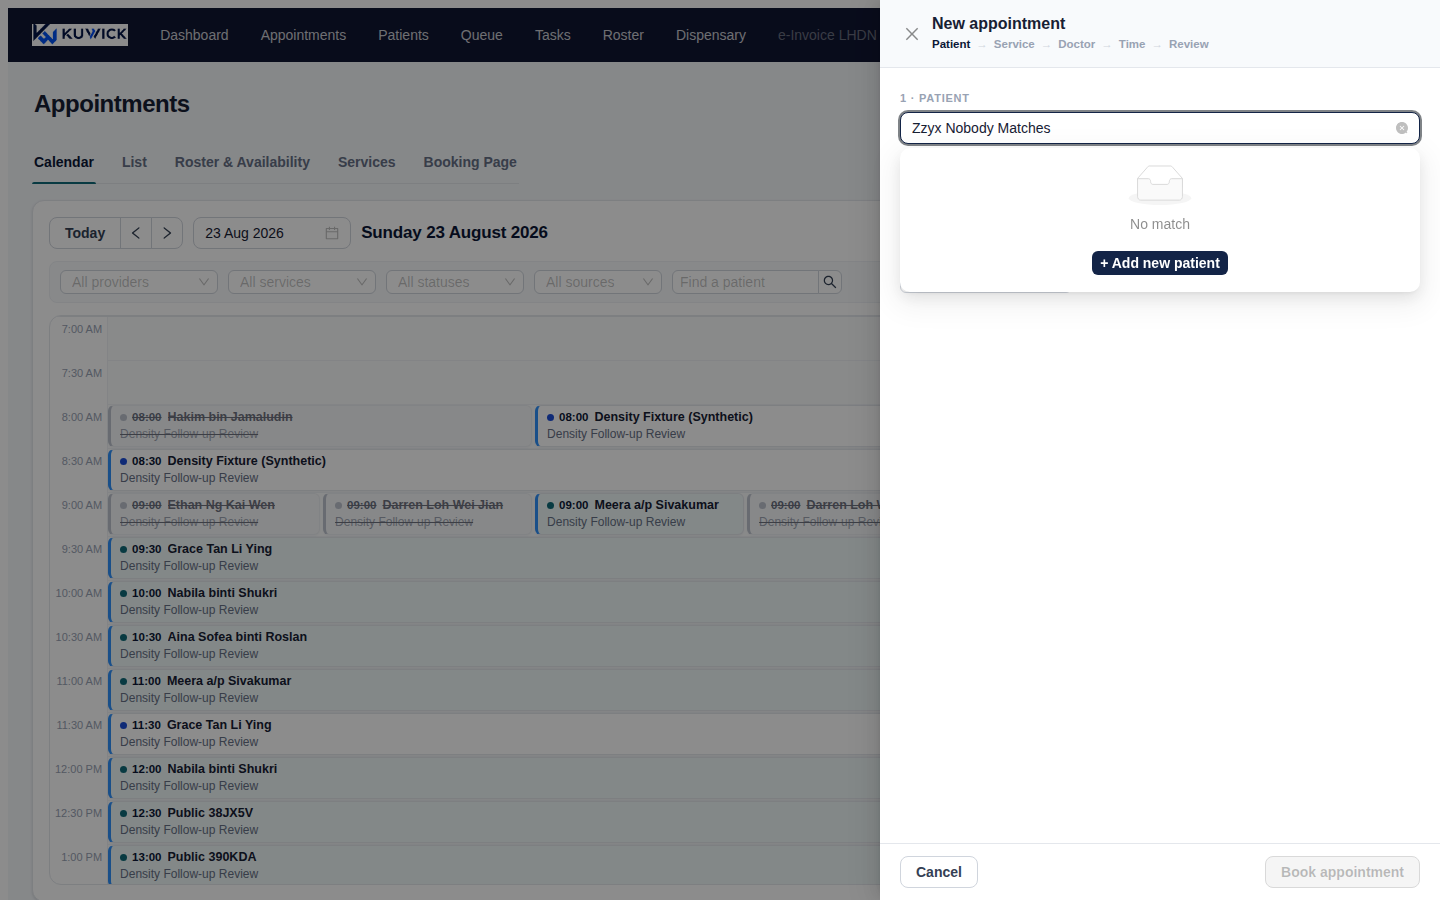 KUWICK
Dashboard
Appointments
Patients
Queue
Tasks
Roster
Dispensary
e-Invoice LHDN
Appointments
Calendar
List
Roster & Availability
Services
Booking Page
Today
23 Aug 2026
Sunday 23 August 2026
All providers
All services
All statuses
All sources
Find a patient
7:00 AM
7:30 AM
8:00 AM
08:00 Hakim bin Jamaludin
Density Follow-up Review
08:00 Density Fixture (Synthetic)
Density Follow-up Review
8:30 AM
08:30 Density Fixture (Synthetic)
Density Follow-up Review
9:00 AM
09:00 Ethan Ng Kai Wen
Density Follow-up Review
09:00 Darren Loh Wei Jian
Density Follow-up Review
09:00 Meera a/p Sivakumar
Density Follow-up Review
09:00 Darren Loh
Density Follow-up Rev
9:30 AM
09:30 Grace Tan Li Ying
Density Follow-up Review
10:00 AM
10:00 Nabila binti Shukri
Density Follow-up Review
10:30 AM
10:30 Aina Sofea binti Roslan
Density Follow-up Review
11:00 AM
11:00 Meera a/p Sivakumar
Density Follow-up Review
11:30 AM
11:30 Grace Tan Li Ying
Density Follow-up Review
12:00 PM
12:00 Nabila binti Shukri
Density Follow-up Review
12:30 PM
12:30 Public 38JX5V
Density Follow-up Review
1:00 PM
13:00 Public 390KDA
Density Follow-up Review
New appointment
Patient → Service → Doctor → Time → Review
1 · PATIENT
Zzyx Nobody Matches
No match
+ Add new patient
Cancel
Book appointment